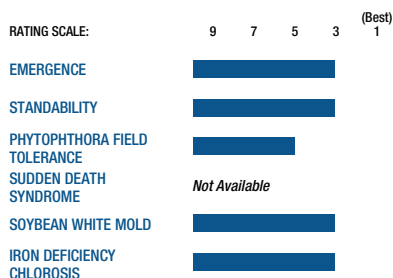 (Best)
RATING SCALE: 9 7 5 3 1
EMERGENCE
STANDABILITY
PHYTOPHTHORA FIELD
TOLERANCE
SUDDEN DEATH
SYNDROME
Not Available
SOYBEAN WHITE MOLD
IRON DEFICIENCY
CHLOROSIS